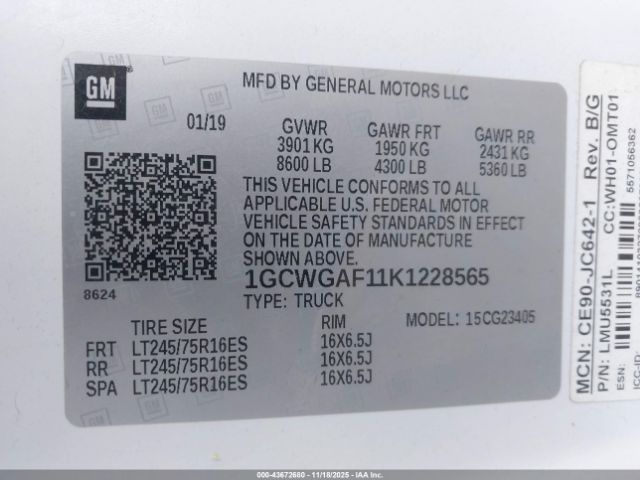 GM
MFD BY GENERAL MOTORS LLC
01/19
GVWR GAWR FRT GAWR RR
3901 KG 1950 KG 2431 KG
8600 LB 4300 LB 5360 LB
THIS VEHICLE CONFORMS TO ALL
APPLICABLE U.S. FEDERAL MOTOR
VEHICLE SAFETY STANDARDS IN EFFECT
ON THE DATE OF MANUFACTURE
SHOWN ABOVE.
1GCWGAF11K1228565
TYPE: TRUCK
8624
MODEL: 15CG23405
TIRE SIZE RIM
FRT LT245/75R16ES 16X6.5J
RR LT245/75R16ES 16X6.5J
SPA LT245/75R16ES 16X6.5J
MCN: CE90-JC642-1 Rev. B/G
P/N: LMU5531L CC:WH01-OMT01
ESN: 5571056362
ICC-ID:
000-43672680 - 11/18/2025 - IAA Corp.